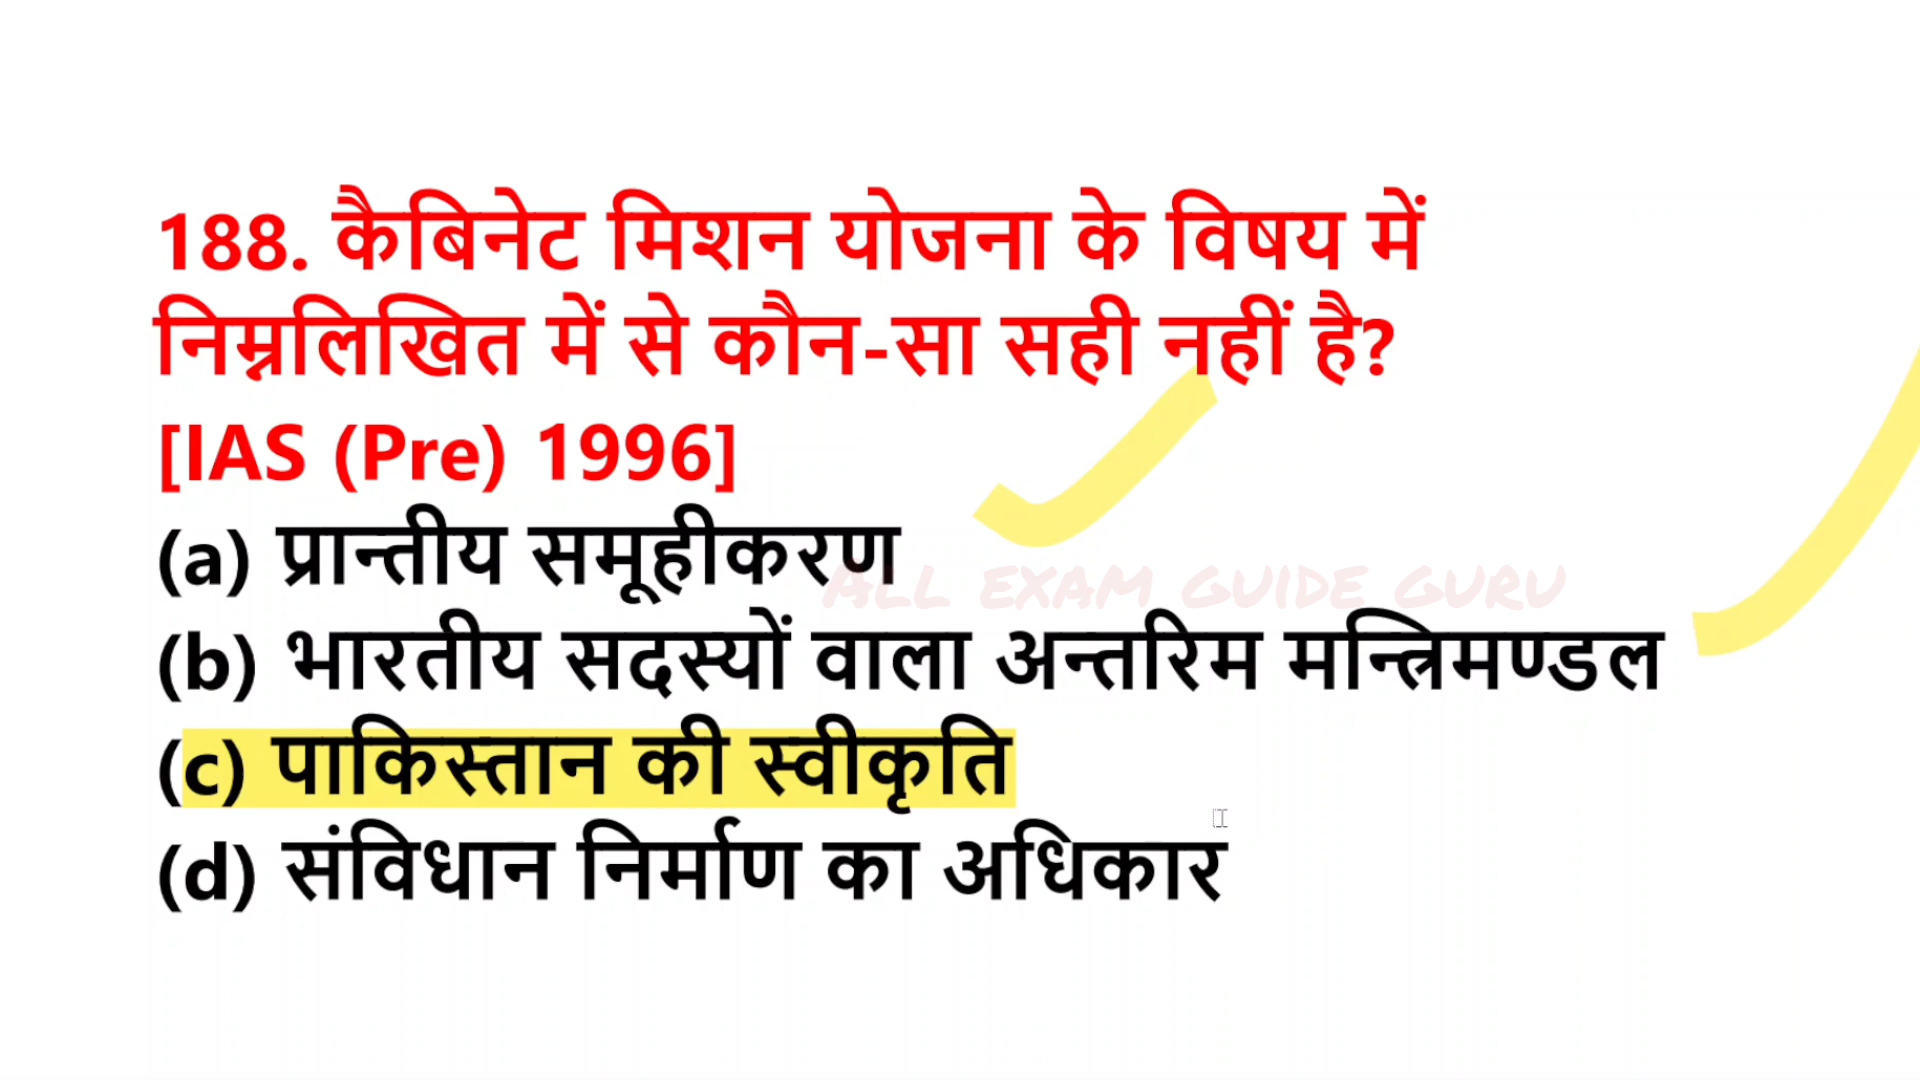 188. कैबिनेट मिशन योजना के विषय में
निम्नलिखित में से कौन-सा सही नहीं है?
[IAS (Pre) 1996]
(a) प्रान्तीय समूहीकरण
ALL EXAM GUIDE GURU
(b) भारतीय सदस्यों वाला अन्तरिम मन्त्रिमण्डल
(c) पाकिस्तान की स्वीकृति
(d) संविधान निर्माण का अधिकार